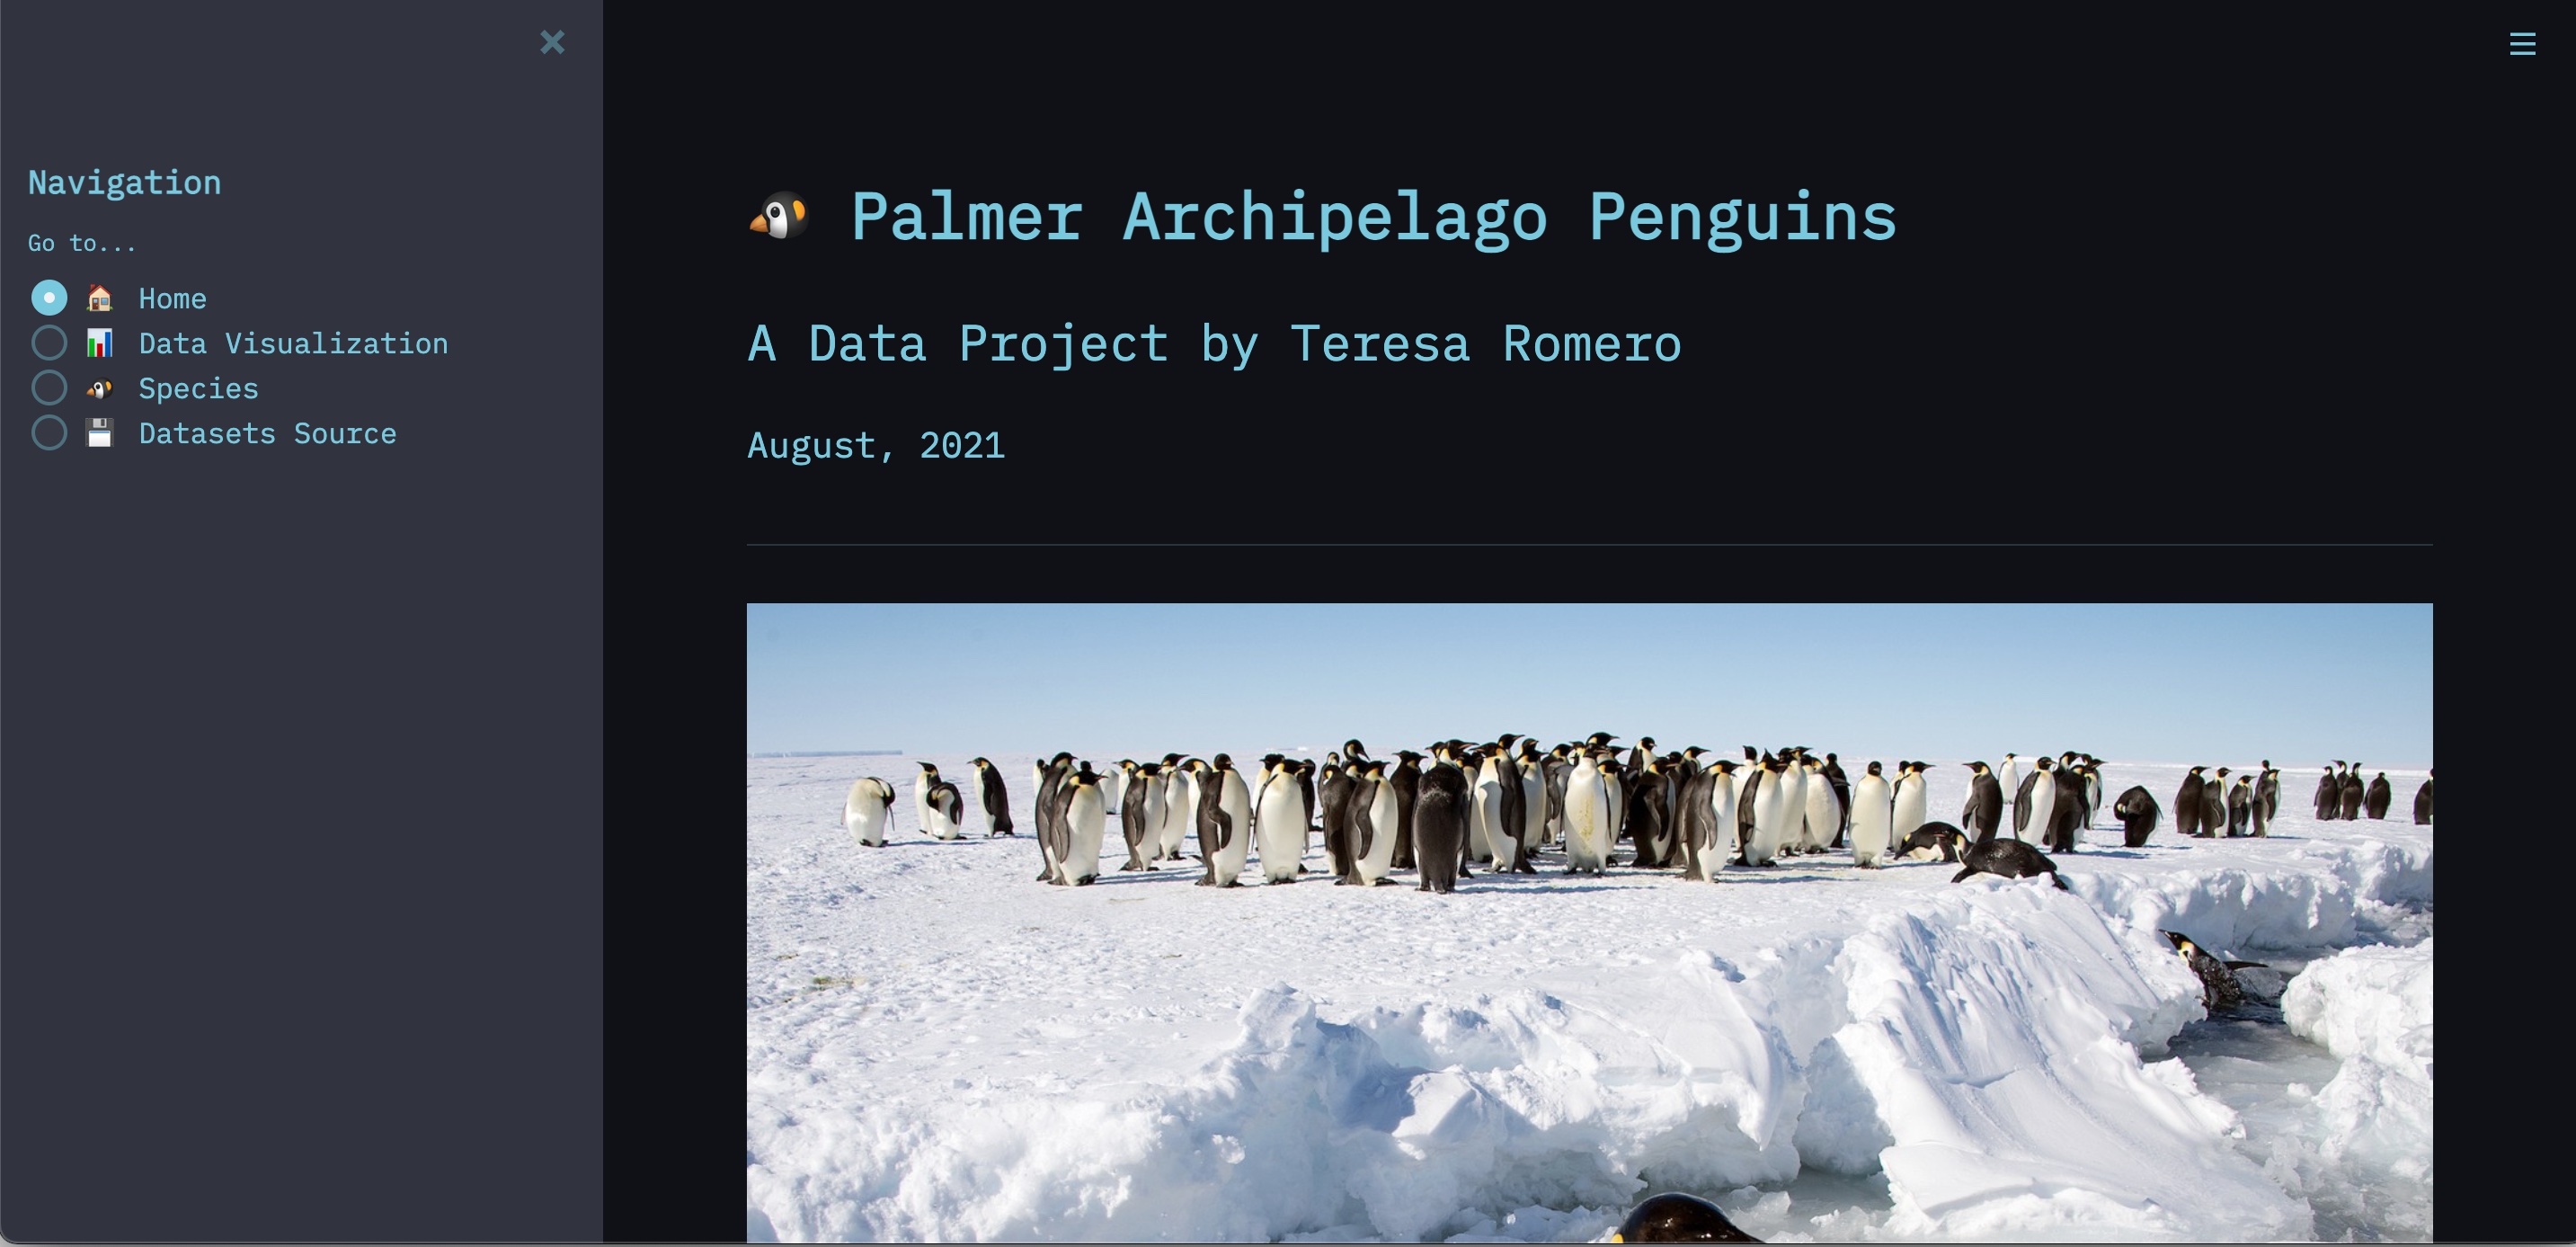 Navigation
Go to...
Home
Data Visualization
Species
Datasets Source
Palmer Archipelago Penguins
A Data Project by Teresa Romero
August, 2021